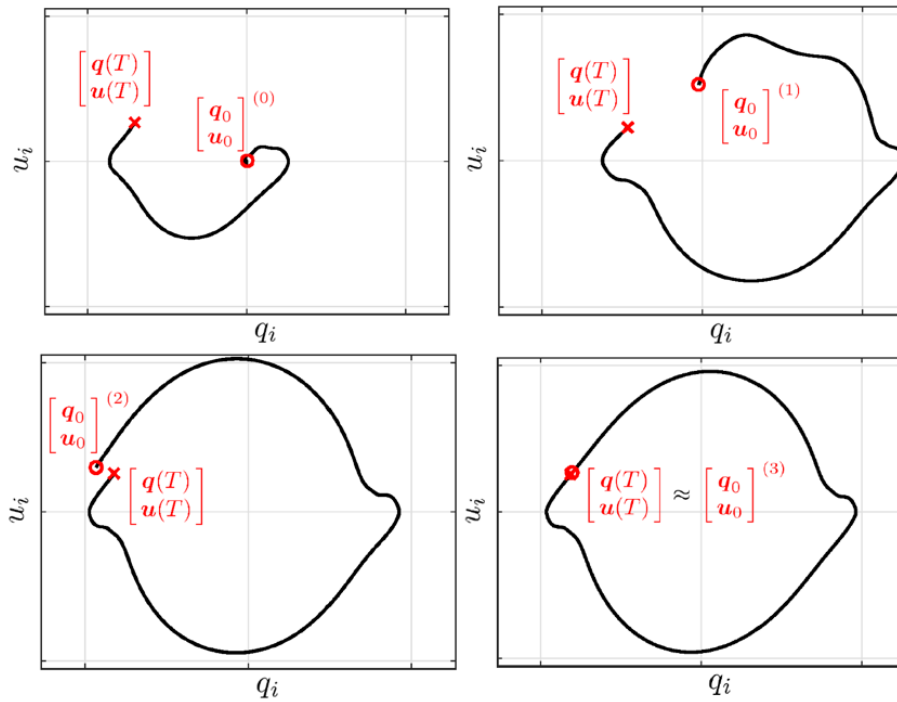 q(T)
u(T)
q₀
u₀
(0)
uᵢ
qᵢ
q(T)
u(T)
q₀
u₀
(1)
uᵢ
qᵢ
q₀
u₀
(2)
q(T)
u(T)
uᵢ
qᵢ
q(T)
u(T)
≈
q₀
u₀
(3)
uᵢ
qᵢ